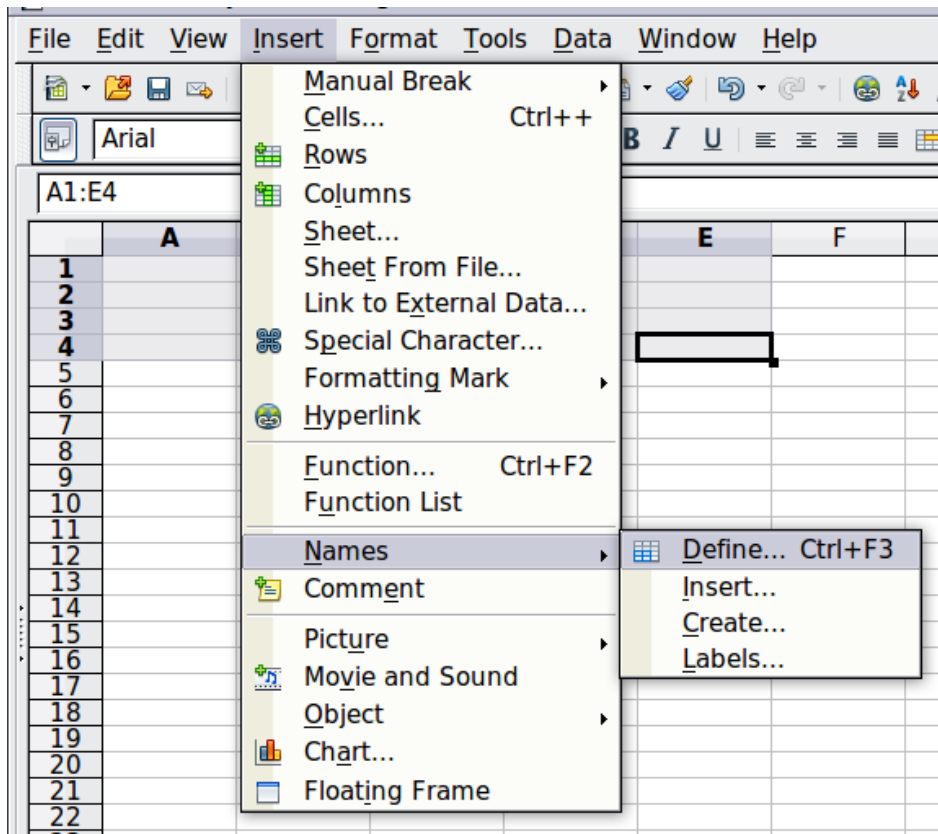 File Edit View Insert Format Tools Data Window Help
Arial
B I U
A1:E4
A E F
1
2
3
4
5
6
7
8
9
10
11
12
13
14
15
16
17
18
19
20
21
22
Manual Break
Cells... Ctrl++
Rows
Columns
Sheet...
Sheet From File...
Link to External Data...
Special Character...
Formatting Mark
Hyperlink
Function... Ctrl+F2
Function List
Names
Comment
Picture
Movie and Sound
Object
Chart...
Floating Frame
Define... Ctrl+F3
Insert...
Create...
Labels...